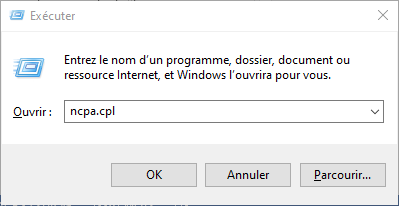 Exécuter
Entrez le nom d’un programme, dossier, document ou
ressource Internet, et Windows l’ouvrira pour vous.
Ouvrir : ncpa.cpl
OK Annuler Parcourir...